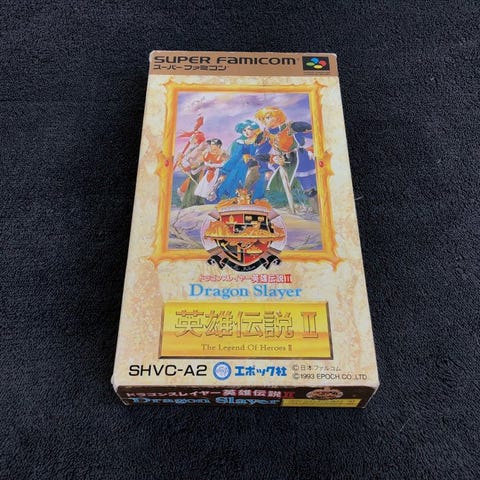 SUPER FAMICOM
スーパーファミコン
ドラゴンスレイヤー英雄伝説II
Dragon Slayer
英雄伝説II
The Legend Of Heroes II
SHVC-A2
エポック社
©日本ファルコム
©1993 EPOCH CO.,LTD.
ドラゴンスレイヤー英雄伝説II
Dragon Slayer